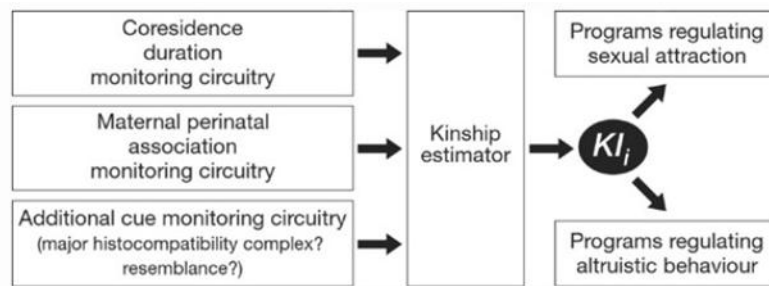 Coresidence
duration
monitoring circuitry
Maternal perinatal
association
monitoring circuitry
Additional cue monitoring circuitry
(major histocompatibility complex?
resemblance?)
Kinship
estimator
KIi
Programs regulating
sexual attraction
Programs regulating
altruistic behaviour